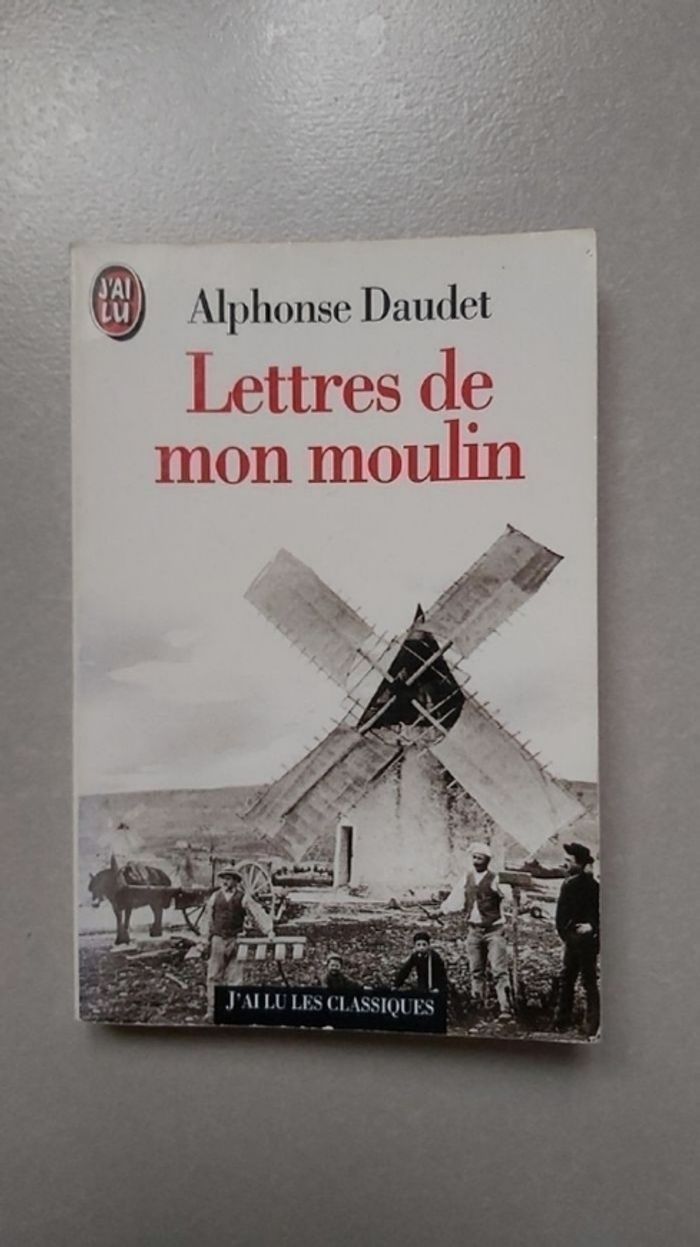 J'AI
LU
Alphonse Daudet
Lettres de
mon moulin
J'AI LU LES CLASSIQUES